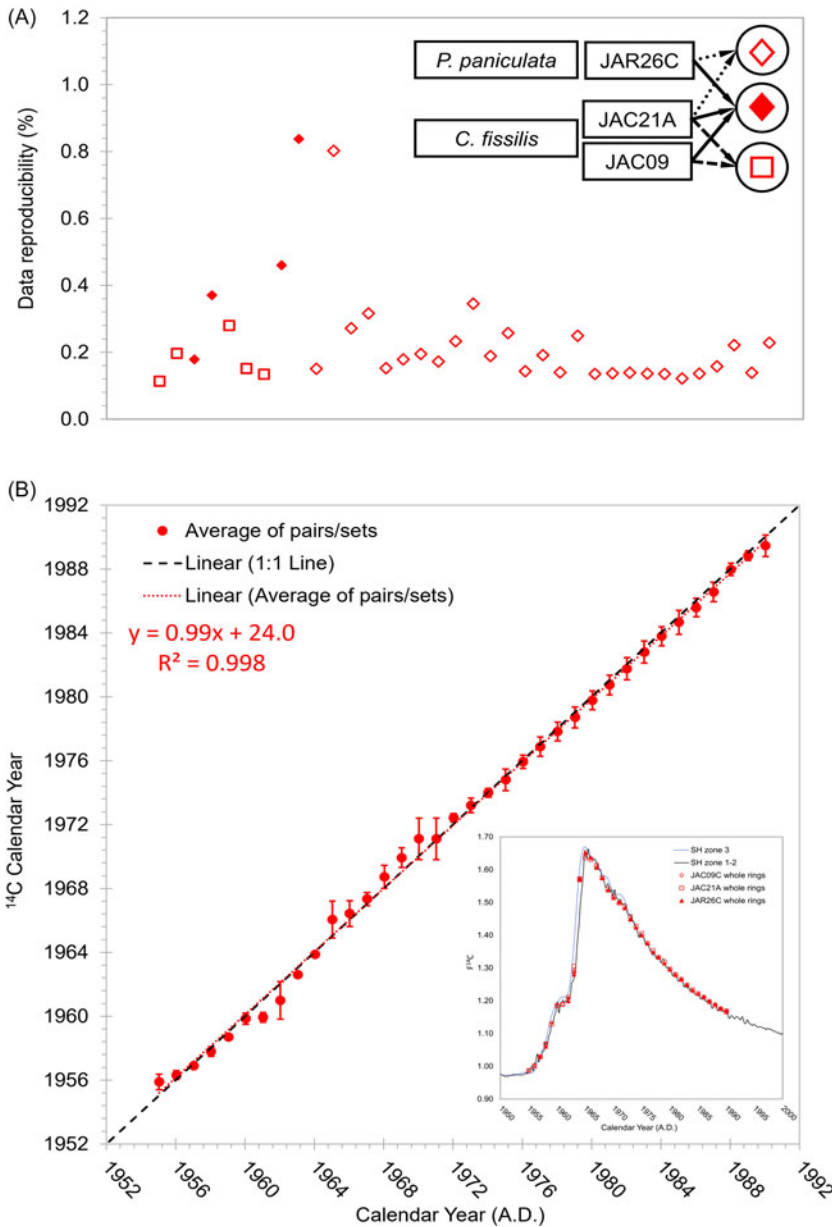 (A)
1.2
1.0
0.8
0.6
0.4
0.2
0.0
Data reproducibility (%)
P. paniculata
JAR26C
C. fissilis
JAC21A
JAC09
(B)
1992
1988
1984
1980
1976
1972
1968
1964
1960
1956
1952
¹⁴C Calendar Year
Average of pairs/sets
Linear (1:1 Line)
Linear (Average of pairs/sets)
y = 0.99x + 24.0
R² = 0.998
1.70
1.60
1.50
1.40
1.30
1.20
1.10
1.00
0.90
F¹⁴C
SH zone 3
SH zone 1-2
JAC09C whole rings
JAC21A whole rings
JAR26C whole rings
1950
1955
1960
1965
1970
1975
1980
1985
1990
1995
2000
Calendar Year (A.D.)
1952
1956
1960
1964
1968
1972
1976
1980
1984
1988
1992
Calendar Year (A.D.)